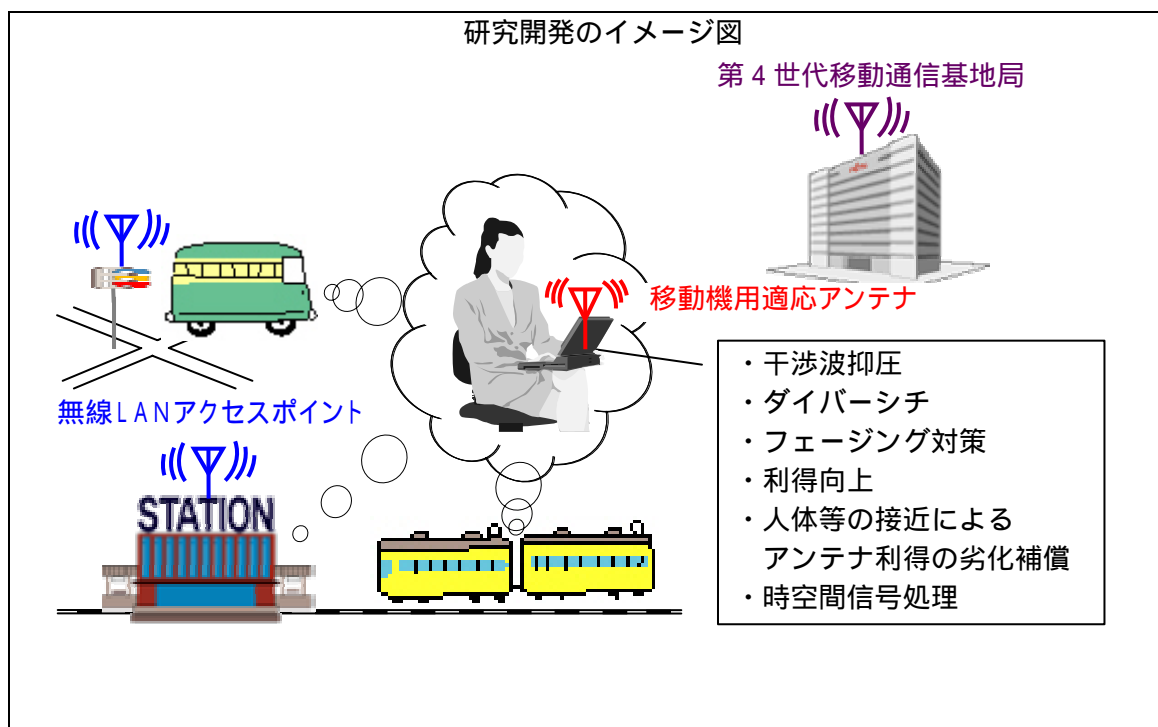 研究開発のイメージ図
第４世代移動通信基地局
移動機用適応アンテナ
無線ＬＡＮアクセスポイント
STATION
・干渉波抑圧
・ダイバーシチ
・フェージング対策
・利得向上
・人体等の接近による
アンテナ利得の劣化補償
・時空間信号処理